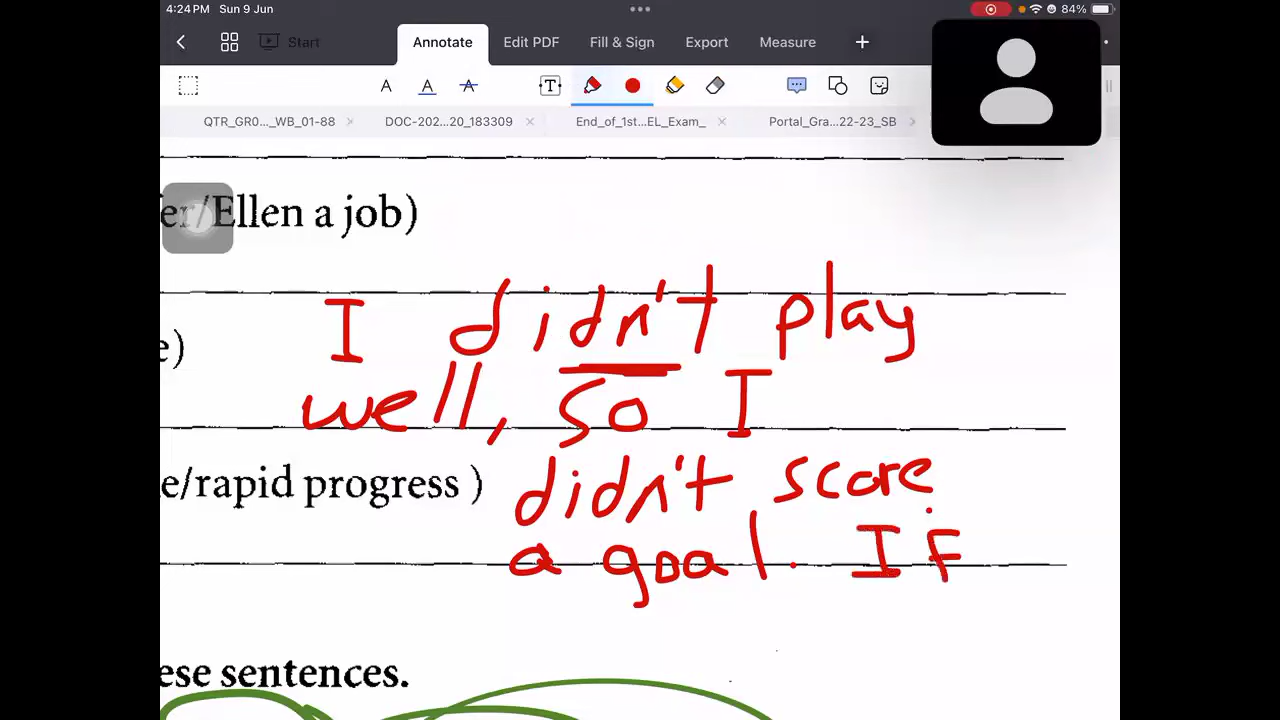 4:24 PM Sun 9 Jun 84%
Start Annotate Edit PDF Fill & Sign Export Measure
A A A T
QTR_GR0..._WB_01-88 × DOC-202...20_183309 × End_of_1st...EL_Exam_ × Portal_Gra...22-23_SB
er/Ellen a job)
I didn't play
e)
well, so I
e/rapid progress )
didn't score
a goal. If
ese sentences.